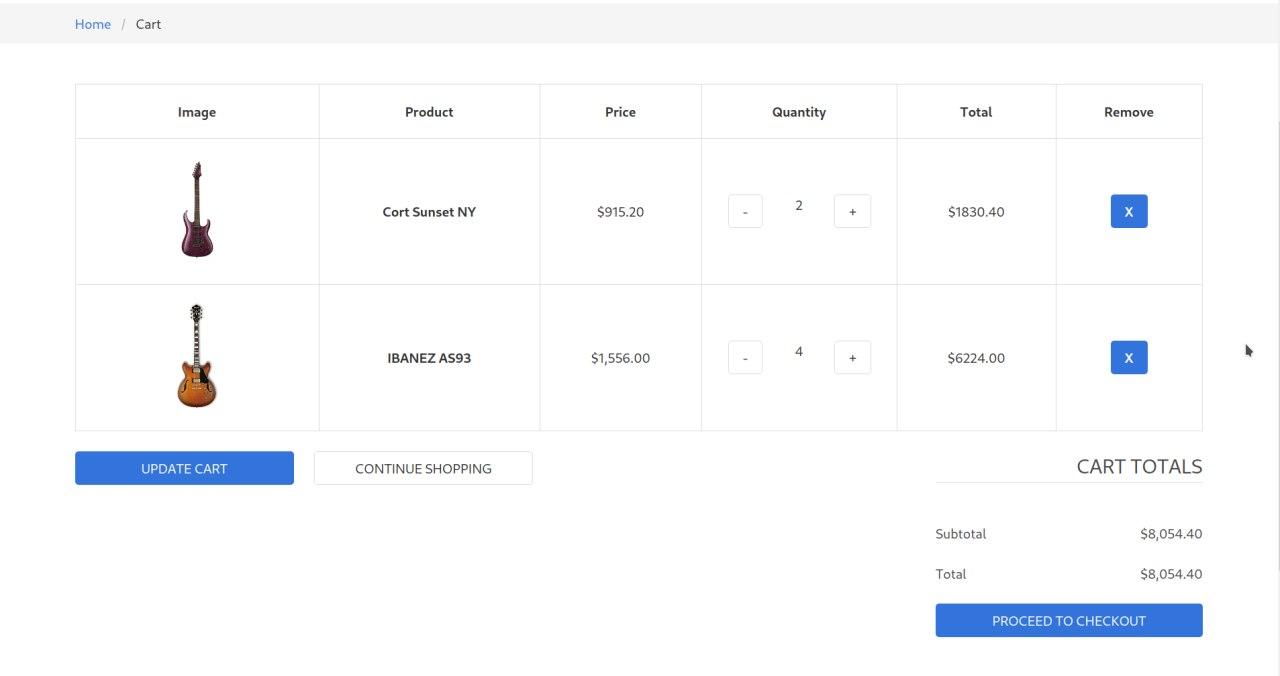 Home / Cart
Image Product Price Quantity Total Remove
Cort Sunset NY $915.20 - 2 + $1830.40 X
IBANEZ AS93 $1,556.00 - 4 + $6224.00 X
UPDATE CART CONTINUE SHOPPING CART TOTALS
Subtotal $8,054.40
Total $8,054.40
PROCEED TO CHECKOUT